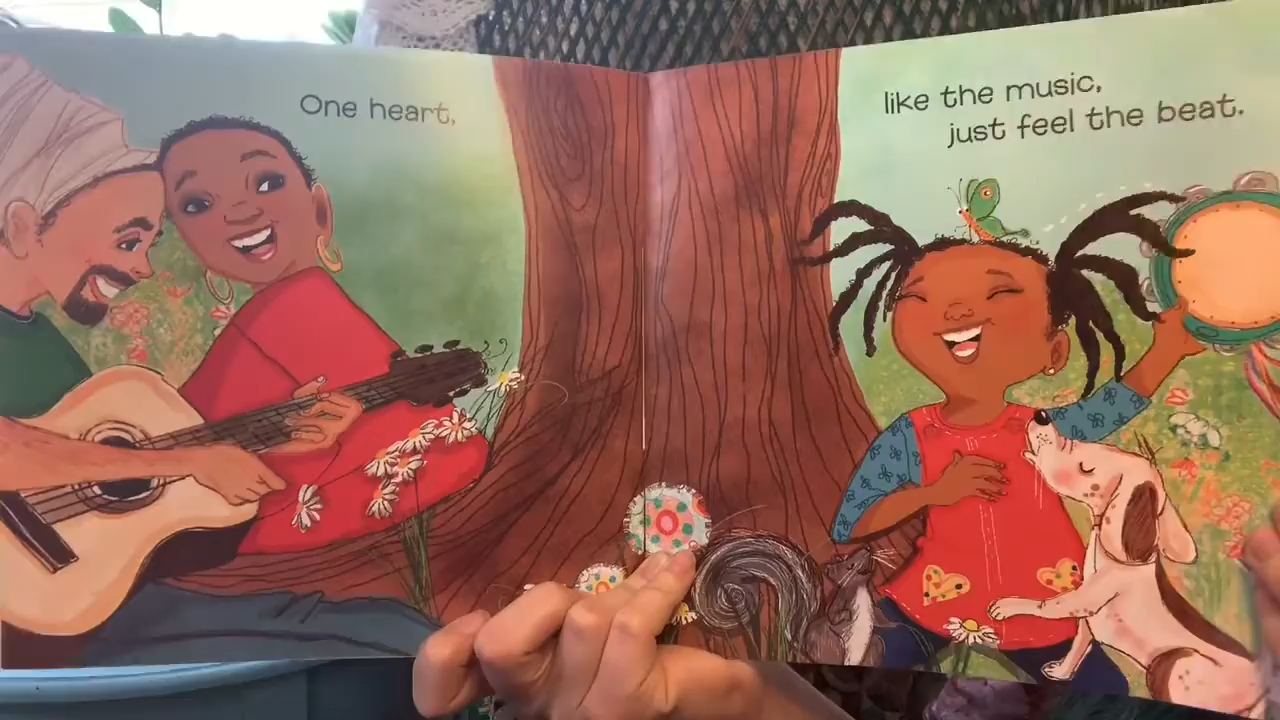 One heart,
like the music,
just feel the beat.